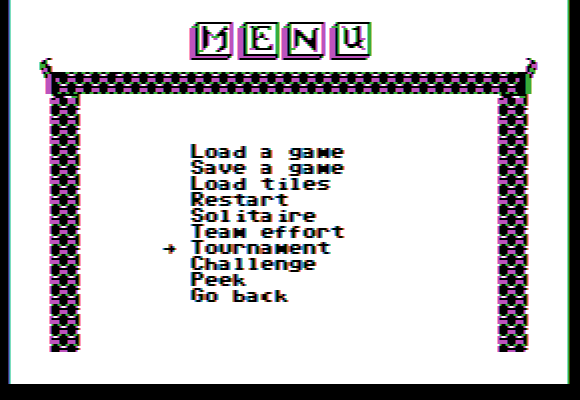 MENU
Load a game
Save a game
Load tiles
Restart
Solitaire
Team effort
→ Tournament
Challenge
Peek
Go back